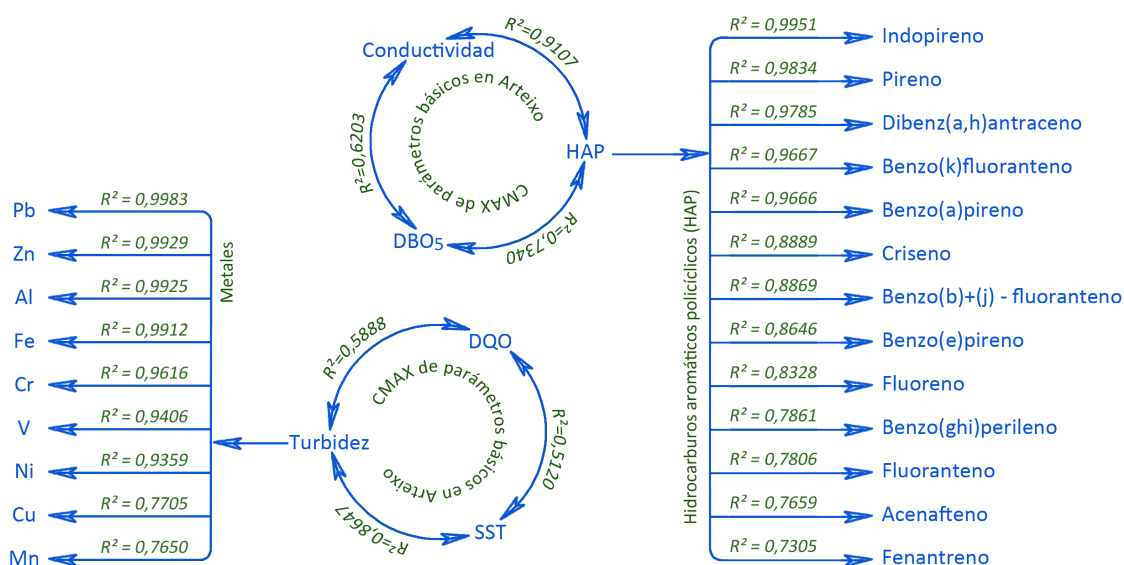 Conductividad
R²=0,9107
HAP
R²=0,7340
DBO₅
R²=0,6203
CMAX de parámetros básicos en Arteixo
Hidrocarburos aromáticos policíclicos (HAP)
R² = 0,9951 Indopireno
R² = 0,9834 Pireno
R² = 0,9785 Dibenz(a,h)antraceno
R² = 0,9667 Benzo(k)fluoranteno
R² = 0,9666 Benzo(a)pireno
R² = 0,8889 Criseno
R² = 0,8869 Benzo(b)+(j) - fluoranteno
R² = 0,8646 Benzo(e)pireno
R² = 0,8328 Fluoreno
R² = 0,7861 Benzo(ghi)perileno
R² = 0,7806 Fluoranteno
R² = 0,7659 Acenafteno
R² = 0,7305 Fenantreno
Metales
Pb R² = 0,9983
Zn R² = 0,9929
Al R² = 0,9925
Fe R² = 0,9912
Cr R² = 0,9616
V R² = 0,9406
Ni R² = 0,9359
Cu R² = 0,7705
Mn R² = 0,7650
Turbidez
R²=0,5888
DQO
R²=0,5120
SST
R²=0,8647
CMAX de parámetros básicos en Arteixo